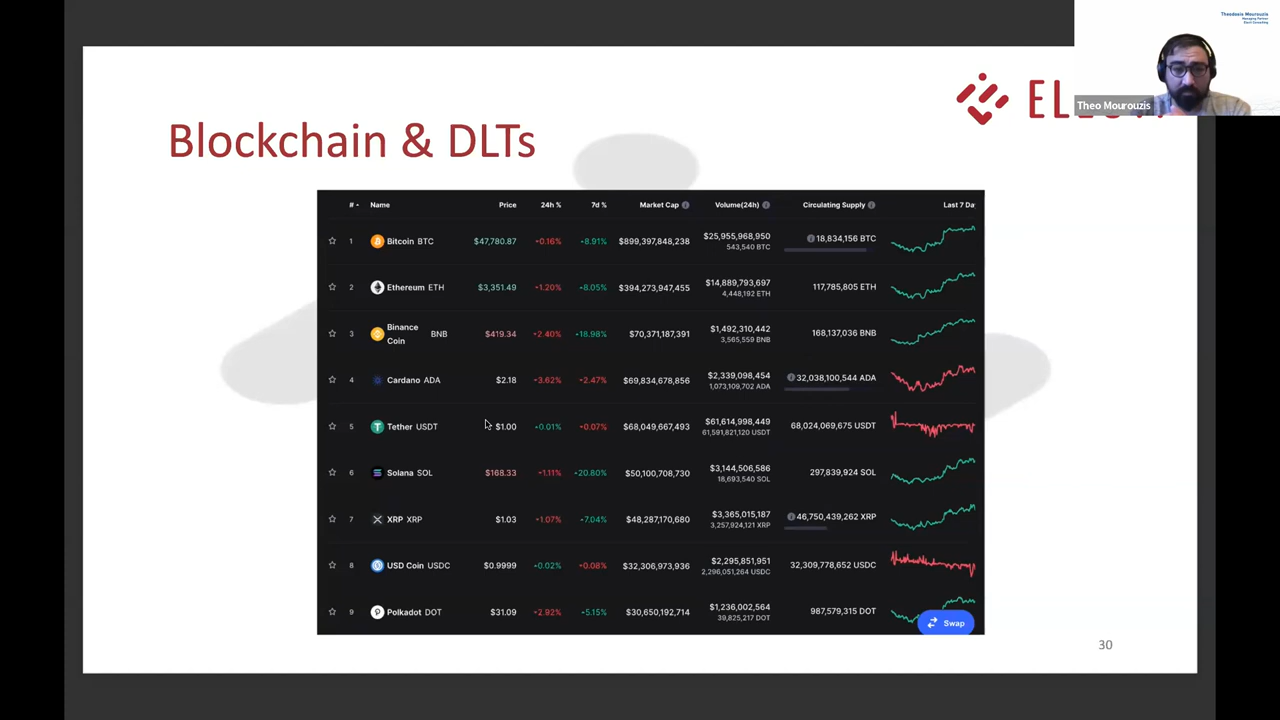 Theodosis Mourouzis
Managing Partner
Theo Mourouzis
Blockchain & DLTs
# Name Price 24h % 7d % Market Cap Volume(24h) Circulating Supply Last 7 Da
1 Bitcoin BTC $47,780.87 0.16% 8.91% $899,397,848,238 $25,955,968,950 18,834,156 BTC
543,540 BTC
2 Ethereum ETH $3,351.49 1.20% 8.05% $394,273,947,455 $14,889,793,697 117,785,805 ETH
4,448,192 ETH
3 Binance Coin BNB $419.34 2.40% 18.98% $70,371,187,391 $1,492,310,442 168,137,036 BNB
3,565,559 BNB
4 Cardano ADA $2.18 3.62% 2.47% $69,834,678,856 $2,339,098,454 32,038,100,544 ADA
1,073,109,702 ADA
5 Tether USDT $1.00 0.01% 0.07% $68,049,667,493 $61,614,998,449 68,024,069,675 USDT
61,591,821,120 USDT
6 Solana SOL $168.33 1.11% 20.80% $50,100,708,730 $3,144,506,586 297,839,924 SOL
18,693,540 SOL
7 XRP XRP $1.03 1.07% 7.04% $48,287,170,680 $3,365,015,187 46,750,439,262 XRP
3,257,924,121 XRP
8 USD Coin USDC $0.9999 0.02% 0.08% $32,306,973,936 $2,295,851,951 32,309,778,652 USDC
2,296,051,264 USDC
9 Polkadot DOT $31.09 2.92% 5.15% $30,650,192,714 $1,236,002,564 987,579,315 DOT
39,825,217 DOT
Swap
30